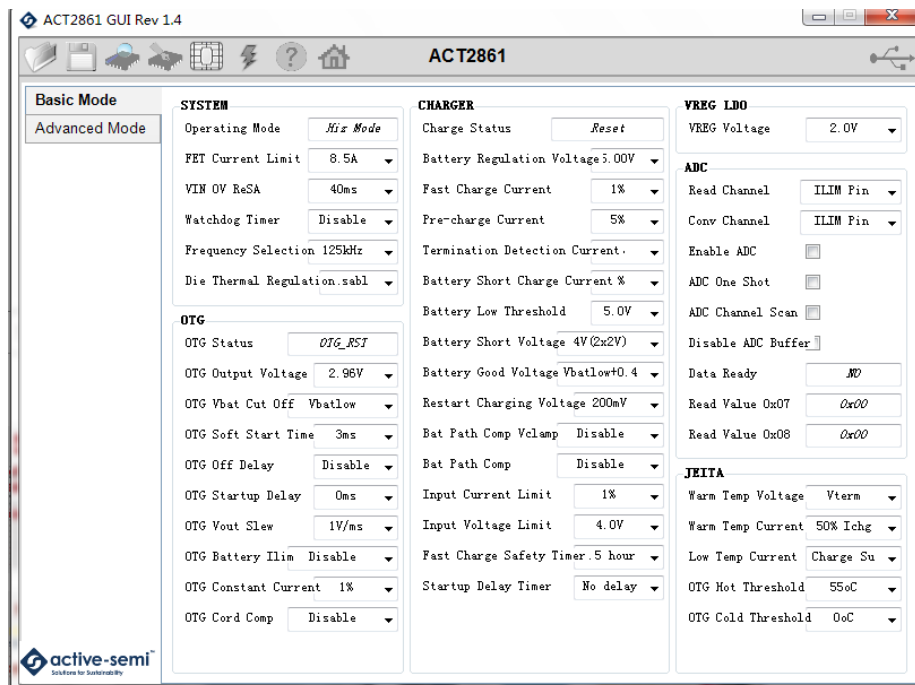 ACT2861 GUI Rev 1.4
ACT2861
Basic Mode
Advanced Mode
SYSTEM
Operating Mode Hiz Mode
FET Current Limit 8.5A
VIN OV ReSA 40ms
Watchdog Timer Disable
Frequency Selection 125kHz
Die Thermal Regulation.sabl
OTG
OTG Status OTG_RST
OTG Output Voltage 2.96V
OTG Vbat Cut Off Vbatlow
OTG Soft Start Time 3ms
OTG Off Delay Disable
OTG Startup Delay 0ms
OTG Vout Slew 1V/ms
OTG Battery Ilim Disable
OTG Constant Current 1%
OTG Cord Comp Disable
CHARGER
Charge Status Reset
Battery Regulation Voltage5.00V
Fast Charge Current 1%
Pre-charge Current 5%
Termination Detection Current.
Battery Short Charge Current %
Battery Low Threshold 5.0V
Battery Short Voltage 4V(2x2V)
Battery Good Voltage Vbatlow+0.4
Restart Charging Voltage 200mV
Bat Path Comp Vclamp Disable
Bat Path Comp Disable
Input Current Limit 1%
Input Voltage Limit 4.0V
Fast Charge Safety Timer.5 hour
Startup Delay Timer No delay
VREG LDO
VREG Voltage 2.0V
ADC
Read Channel ILIM Pin
Conv Channel ILIM Pin
Enable ADC
ADC One Shot
ADC Channel Scan
Disable ADC Buffer
Data Ready NO
Read Value 0x07 0x00
Read Value 0x08 0x00
JEITA
Warm Temp Voltage Vterm
Warm Temp Current 50% Ichg
Low Temp Current Charge Su
OTG Hot Threshold 55oC
OTG Cold Threshold 0oC
active-semi™
Solutions for Sustainability